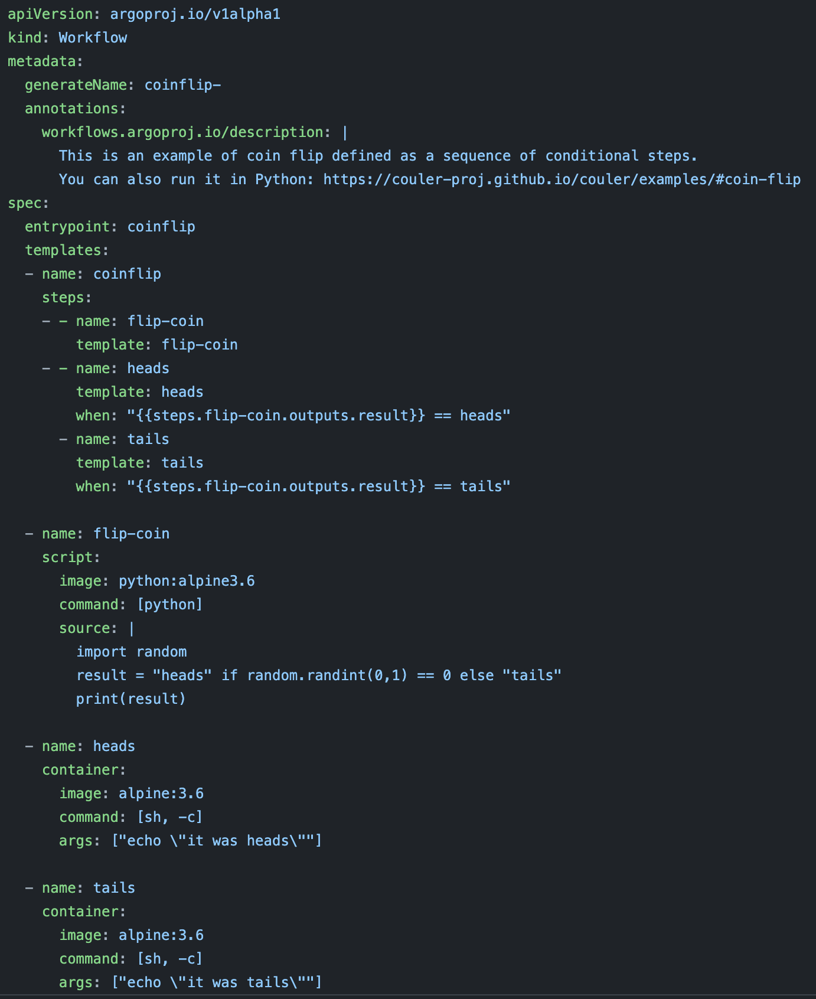 apiVersion: argoproj.io/v1alpha1
kind: Workflow
metadata:
  generateName: coinflip-
  annotations:
    workflows.argoproj.io/description: |
      This is an example of coin flip defined as a sequence of conditional steps.
      You can also run it in Python: https://couler-proj.github.io/couler/examples/#coin-flip
spec:
  entrypoint: coinflip
  templates:
  - name: coinflip
    steps:
    - - name: flip-coin
        template: flip-coin
    - - name: heads
        template: heads
        when: "{{steps.flip-coin.outputs.result}} == heads"
      - name: tails
        template: tails
        when: "{{steps.flip-coin.outputs.result}} == tails"

  - name: flip-coin
    script:
      image: python:alpine3.6
      command: [python]
      source: |
        import random
        result = "heads" if random.randint(0,1) == 0 else "tails"
        print(result)

  - name: heads
    container:
      image: alpine:3.6
      command: [sh, -c]
      args: ["echo \"it was heads\""]

  - name: tails
    container:
      image: alpine:3.6
      command: [sh, -c]
      args: ["echo \"it was tails\""]